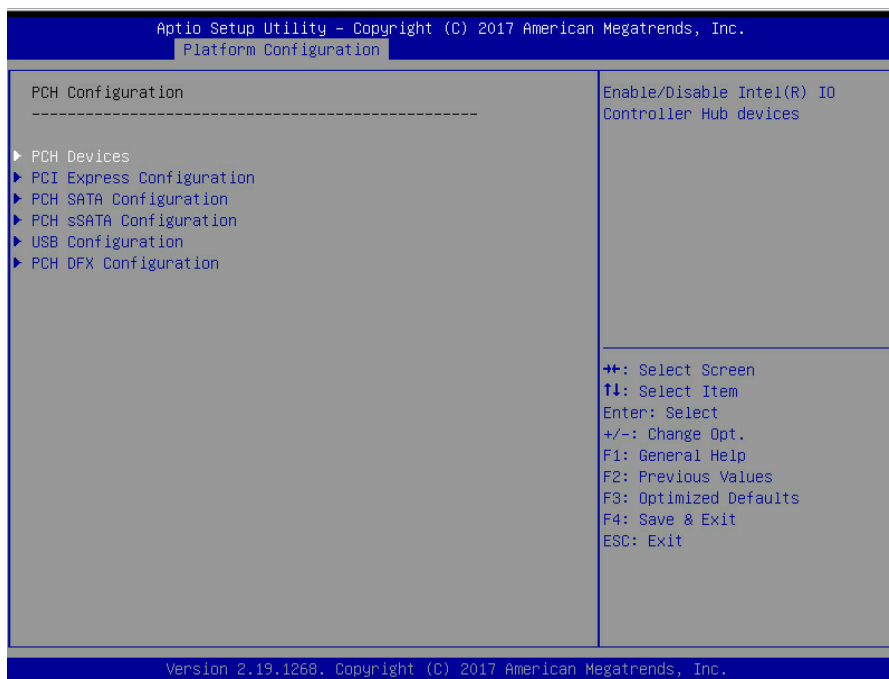 Aptio Setup Utility – Copyright (C) 2017 American Megatrends, Inc.
Platform Configuration
PCH Configuration
--------------------------------------------------
PCH Devices
PCI Express Configuration
PCH SATA Configuration
PCH sSATA Configuration
USB Configuration
PCH DFX Configuration
Enable/Disable Intel(R) IO
Controller Hub devices
→←: Select Screen
↑↓: Select Item
Enter: Select
+/-: Change Opt.
F1: General Help
F2: Previous Values
F3: Optimized Defaults
F4: Save & Exit
ESC: Exit
Version 2.19.1268. Copyright (C) 2017 American Megatrends, Inc.